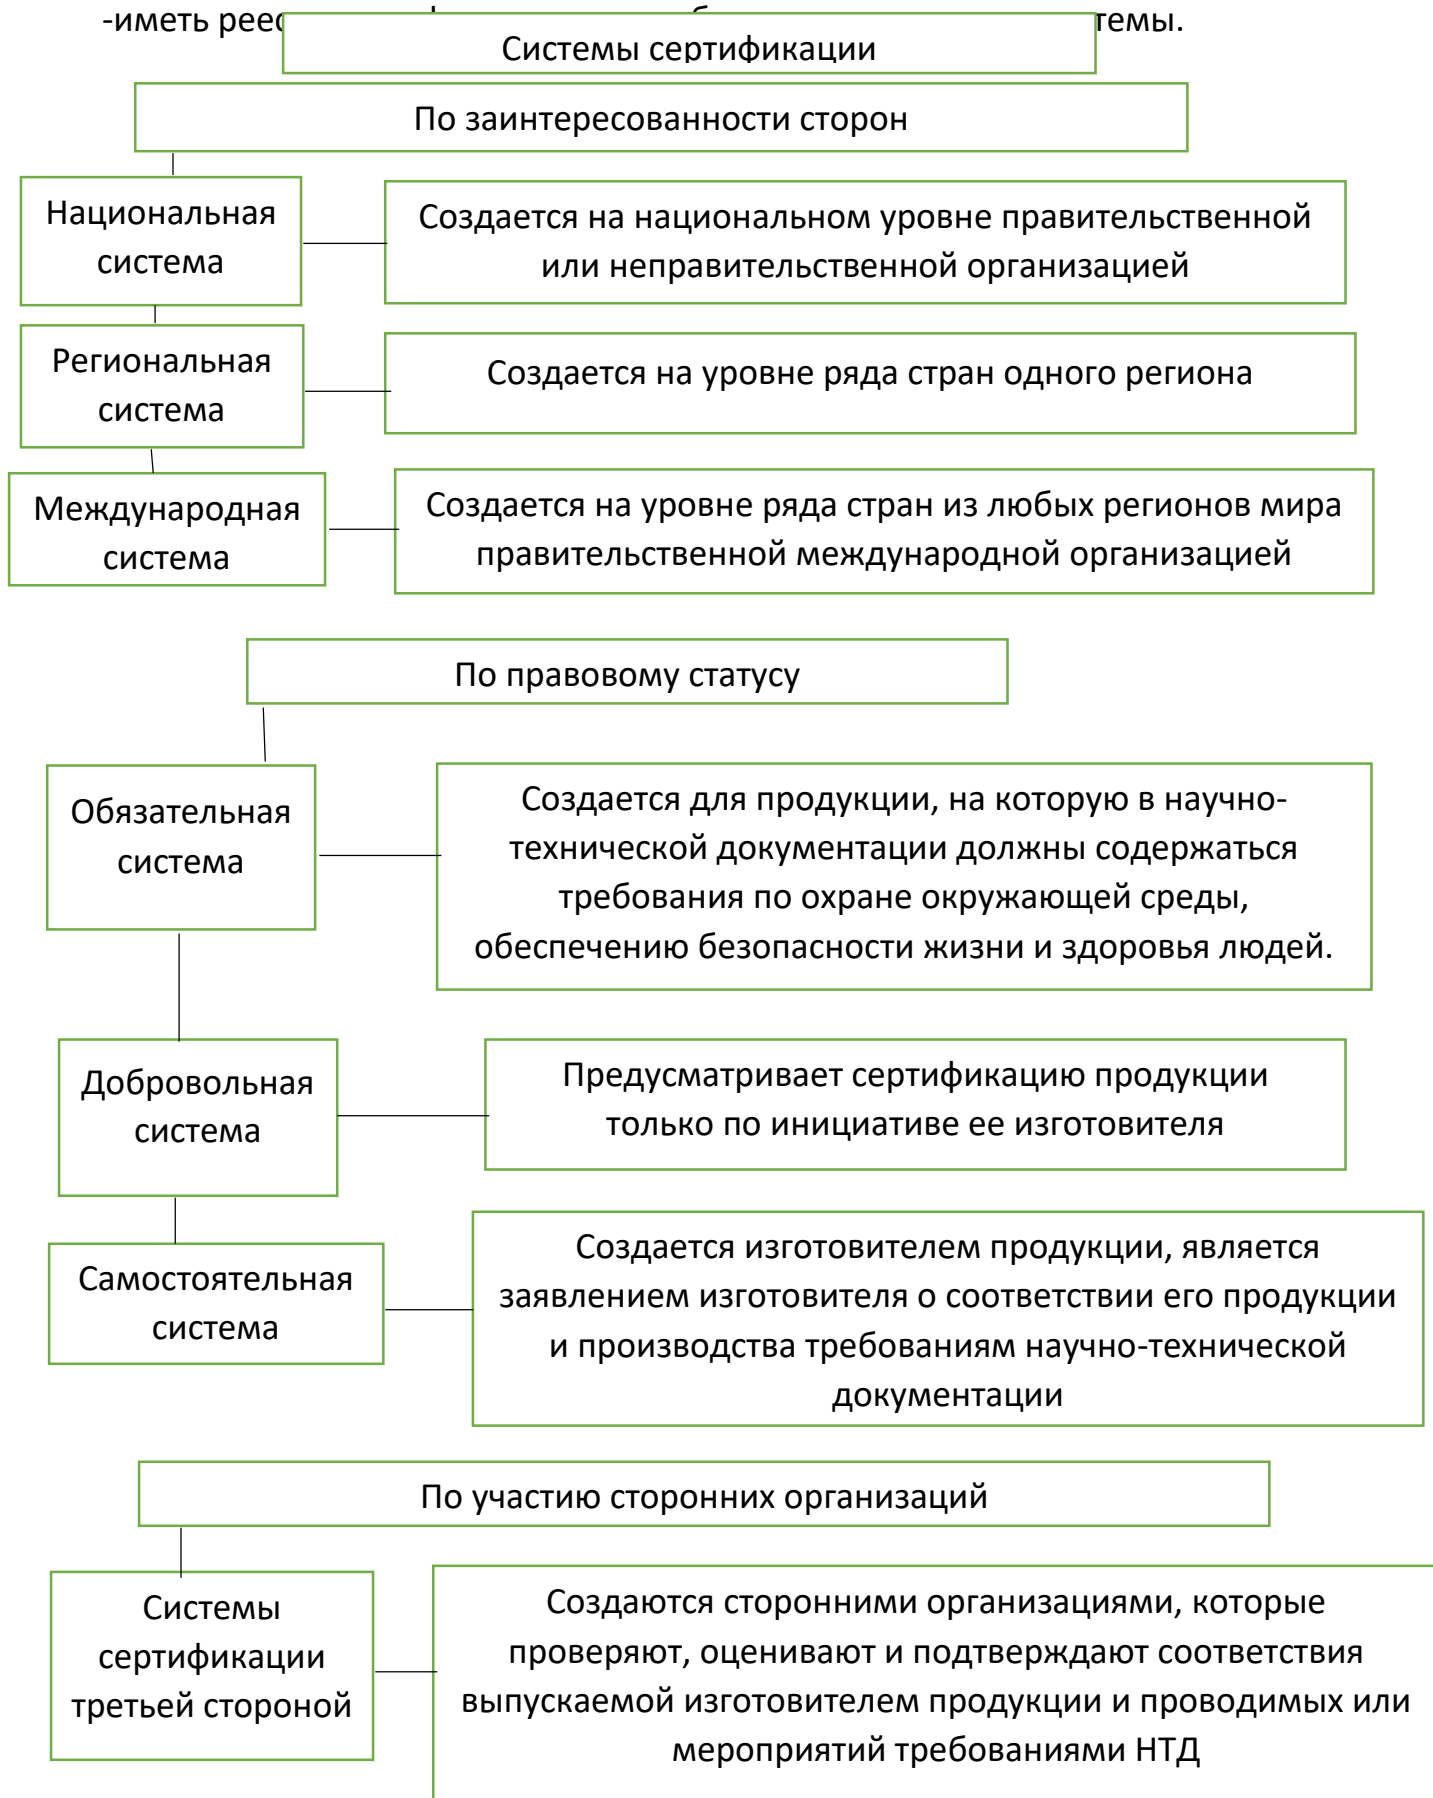 -иметь
темы.
Системы сертификации
По заинтересованности сторон
Национальная
система
Создается на национальном уровне правительственной
или неправительственной организацией
Региональная
система
Создается на уровне ряда стран одного региона
Международная
система
Создается на уровне ряда стран из любых регионов мира
правительственной международной организацией
По правовому статусу
Обязательная
система
Создается для продукции, на которую в научно-
технической документации должны содержаться
требования по охране окружающей среды,
обеспечению безопасности жизни и здоровья людей.
Добровольная
система
Предусматривает сертификацию продукции
только по инициативе ее изготовителя
Самостоятельная
система
Создается изготовителем продукции, является
заявлением изготовителя о соответствии его продукции
и производства требованиям научно-технической
документации
По участию сторонних организаций
Системы
сертификации
третьей стороной
Создаются сторонними организациями, которые
проверяют, оценивают и подтверждают соответствия
выпускаемой изготовителем продукции и проводимых или
мероприятий требованиями НТД